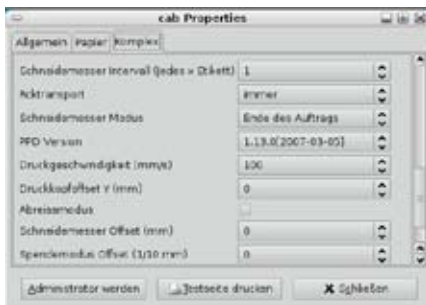 cab Properties
Allgemein Papier Komplex
Schneidemesser Intervall (jedes x Etikett) 1
Rücktransport immer
Schneidemesser Modus Ende des Auftrags
PPD Version 1.13.0[2007-03-05]
Druckgeschwindigkeit (mm/s) 100
Druckkopfoffset Y (mm) 0
Abreissmodus
Schneidemesser Offset (mm) 0
Spendemodus Offset (1/10 mm) 0
Administrator werden Testseite drucken Schließen